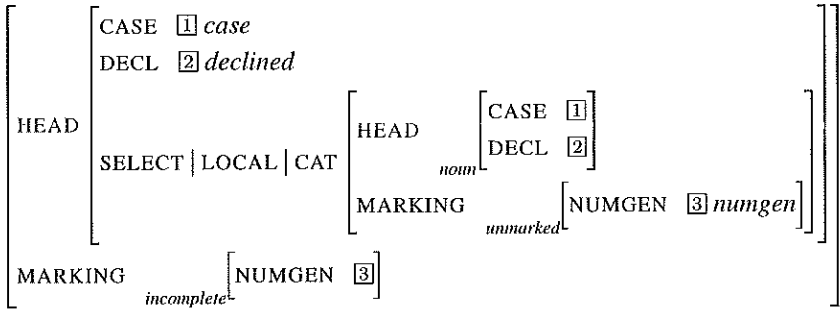 CASE 1 case
DECL 2 declined
HEAD
SELECT | LOCAL | CAT
HEAD
noun
CASE 1
DECL 2
MARKING
unmarked
NUMGEN 3 numgen
MARKING
incomplete
NUMGEN 3